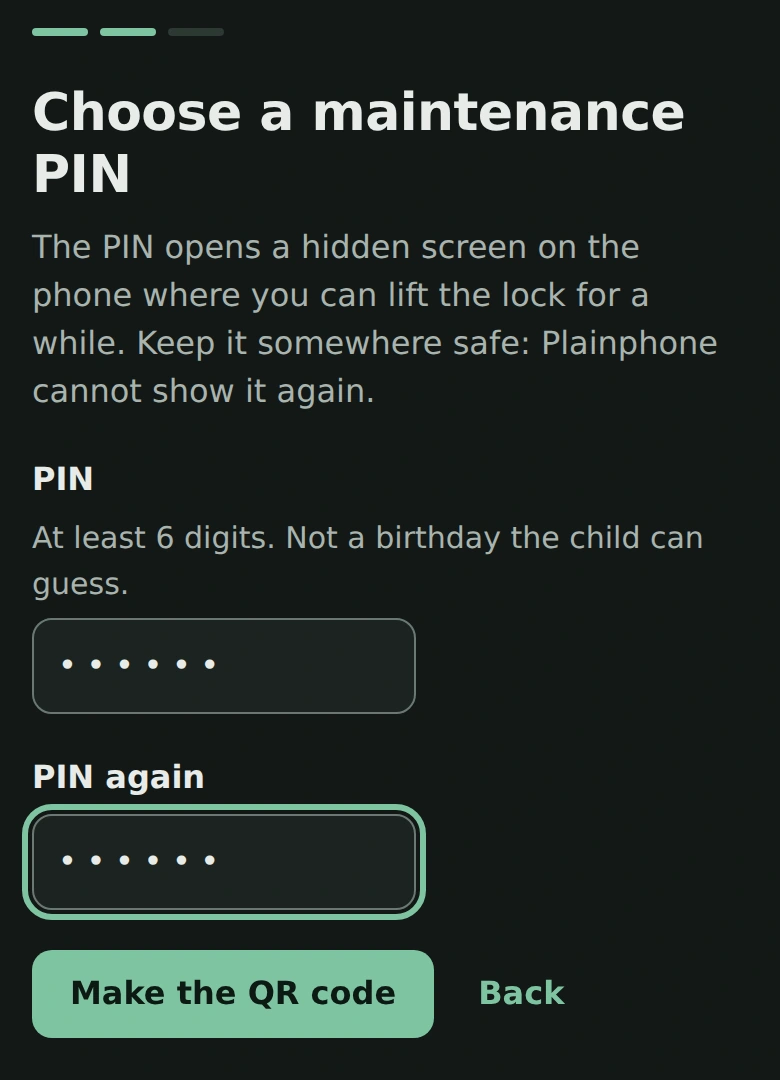 Choose a maintenance
PIN
The PIN opens a hidden screen on the
phone where you can lift the lock for a
while. Keep it somewhere safe: Plainphone
cannot show it again.
PIN
At least 6 digits. Not a birthday the child can
guess.
••••••
PIN again
••••••
Make the QR code Back